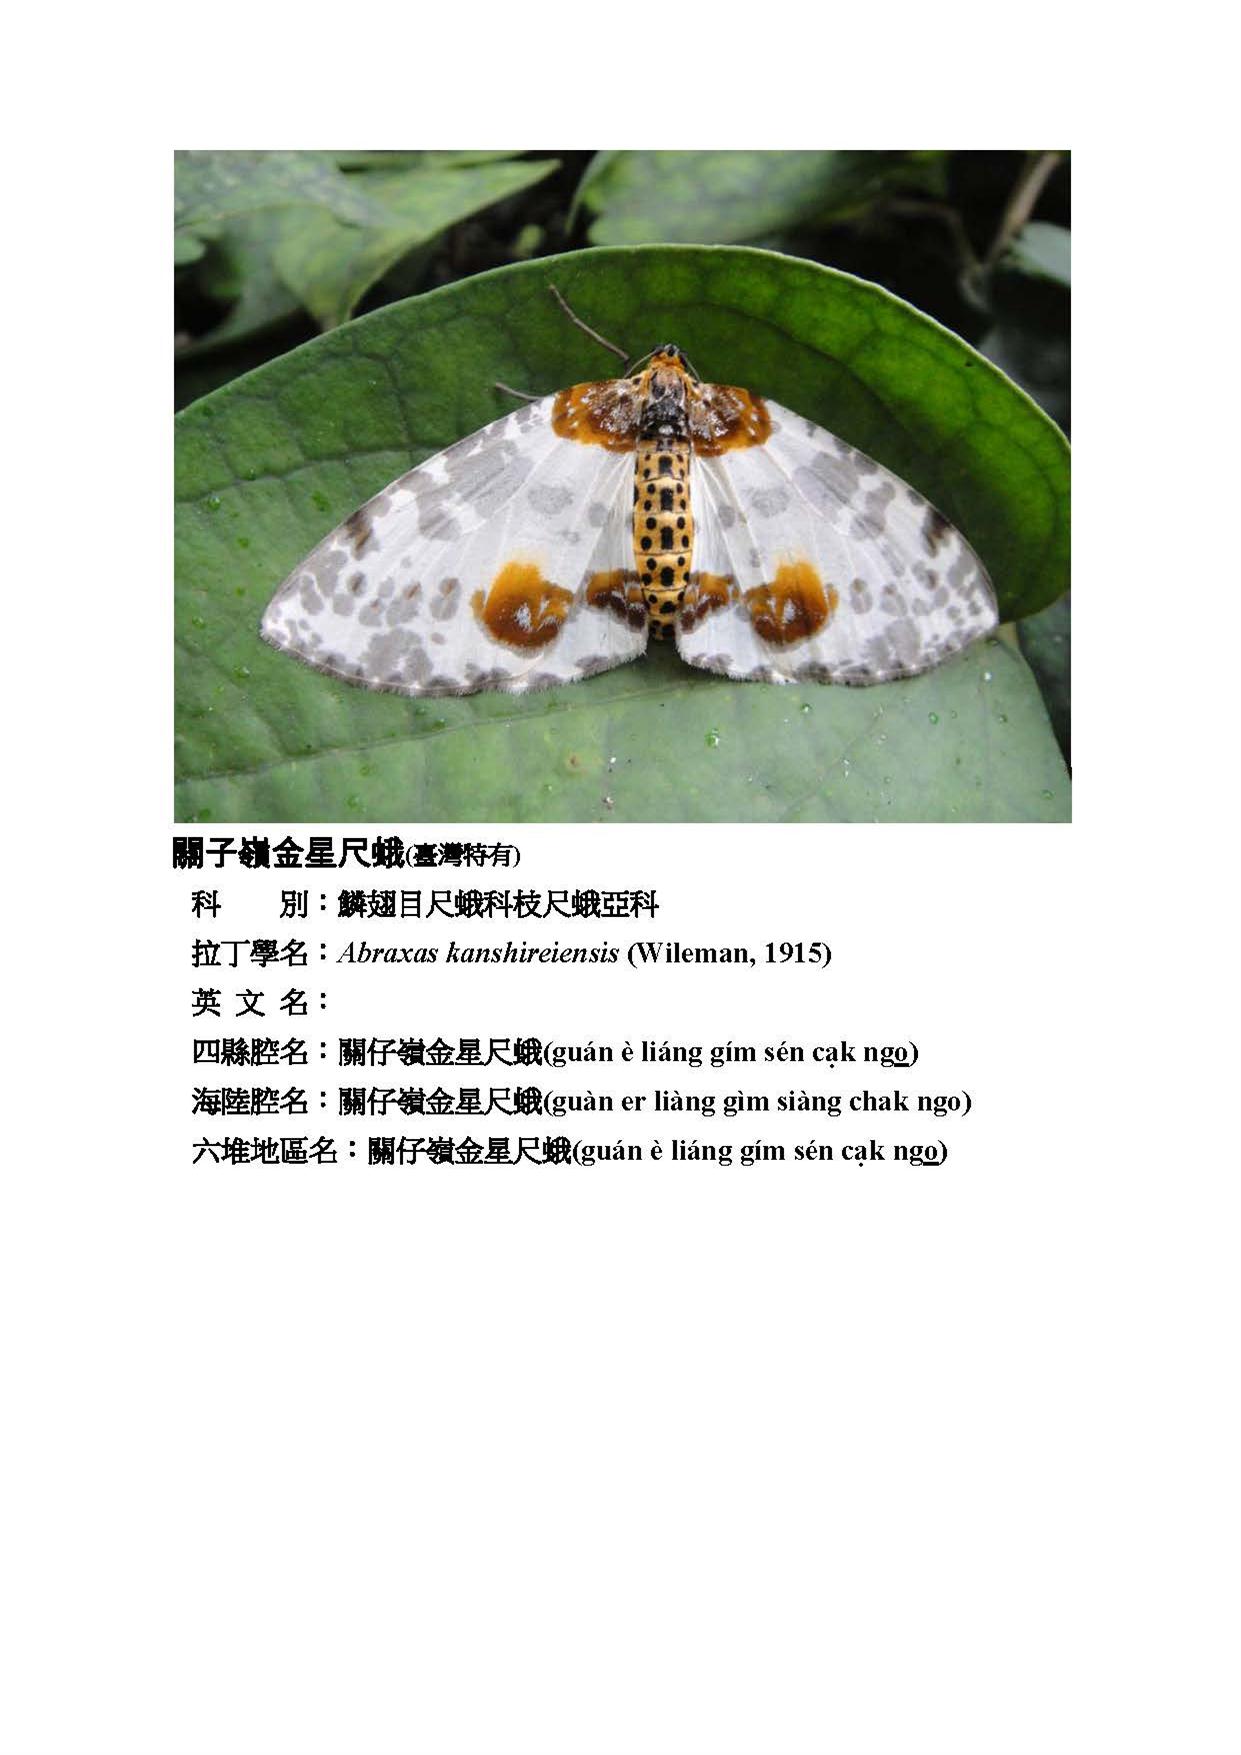 關子嶺金星尺蛾(臺灣特有)
科　　別：鱗翅目尺蛾科枝尺蛾亞科
拉丁學名：Abraxas kanshireiensis (Wileman, 1915)
英 文 名：
四縣腔名：關仔嶺金星尺蛾(guán è liáng gím sén cạk ngo̲)
海陸腔名：關仔嶺金星尺蛾(guàn er liàng gìm siàng chak ngo)
六堆地區名：關仔嶺金星尺蛾(guán è liáng gím sén cạk ngo̲)